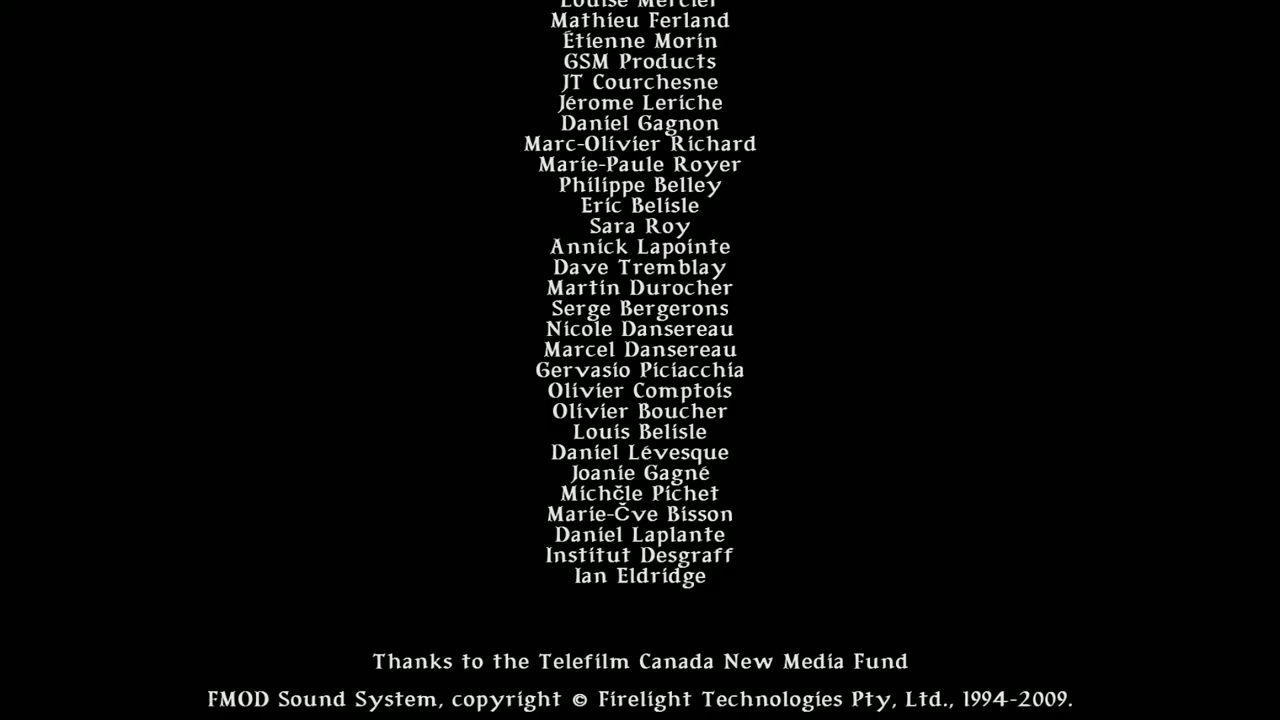 Louise Mercier
Mathieu Ferland
Étienne Morin
GSM Products
JT Courchesne
Jérome Leriche
Daniel Gagnon
Marc-Olivier Richard
Marie-Paule Royer
Philippe Belley
Eric Belisle
Sara Roy
Annick Lapointe
Dave Tremblay
Martin Durocher
Serge Bergerons
Nicole Dansereau
Marcel Dansereau
Gervasio Piciacchia
Olivier Comptois
Olivier Boucher
Louis Belisle
Daniel Lévesque
Joanie Gagné
Michčle Pichet
Marie-Čve Bisson
Daniel Laplante
Institut Desgraff
Ian Eldridge
Thanks to the Telefilm Canada New Media Fund
FMOD Sound System, copyright © Firelight Technologies Pty, Ltd., 1994-2009.